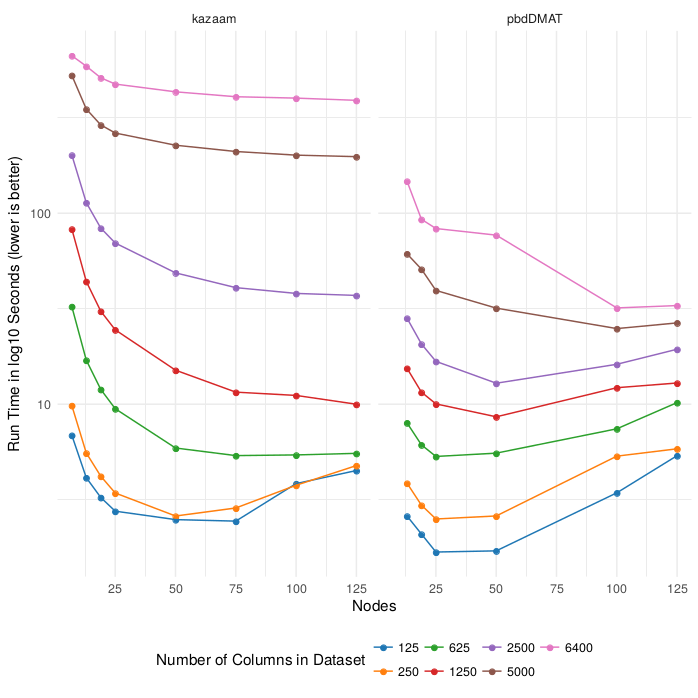 kazaam pbdDMAT
Run Time in log10 Seconds (lower is better)
100
10
25 50 75 100 125 25 50 75 100 125
Nodes
Number of Columns in Dataset
125 625 2500 6400
250 1250 5000